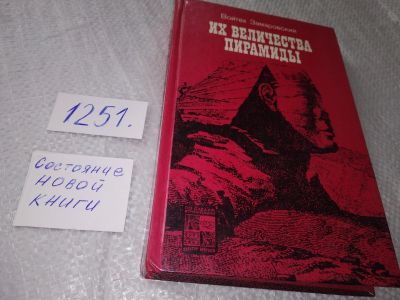 Войтех Замаровский
ИХ ВЕЛИЧЕСТВА
ПИРАМИДЫ
1251.
Состояние
НОВОЙ
КНИГИ